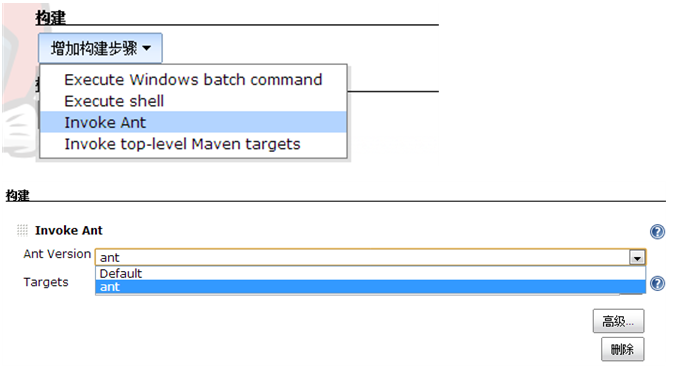 构建
增加构建步骤
Execute Windows batch command
Execute shell
Invoke Ant
Invoke top-level Maven targets
构建
Invoke Ant
Ant Version
ant
Default
Targets
ant
高级...
删除